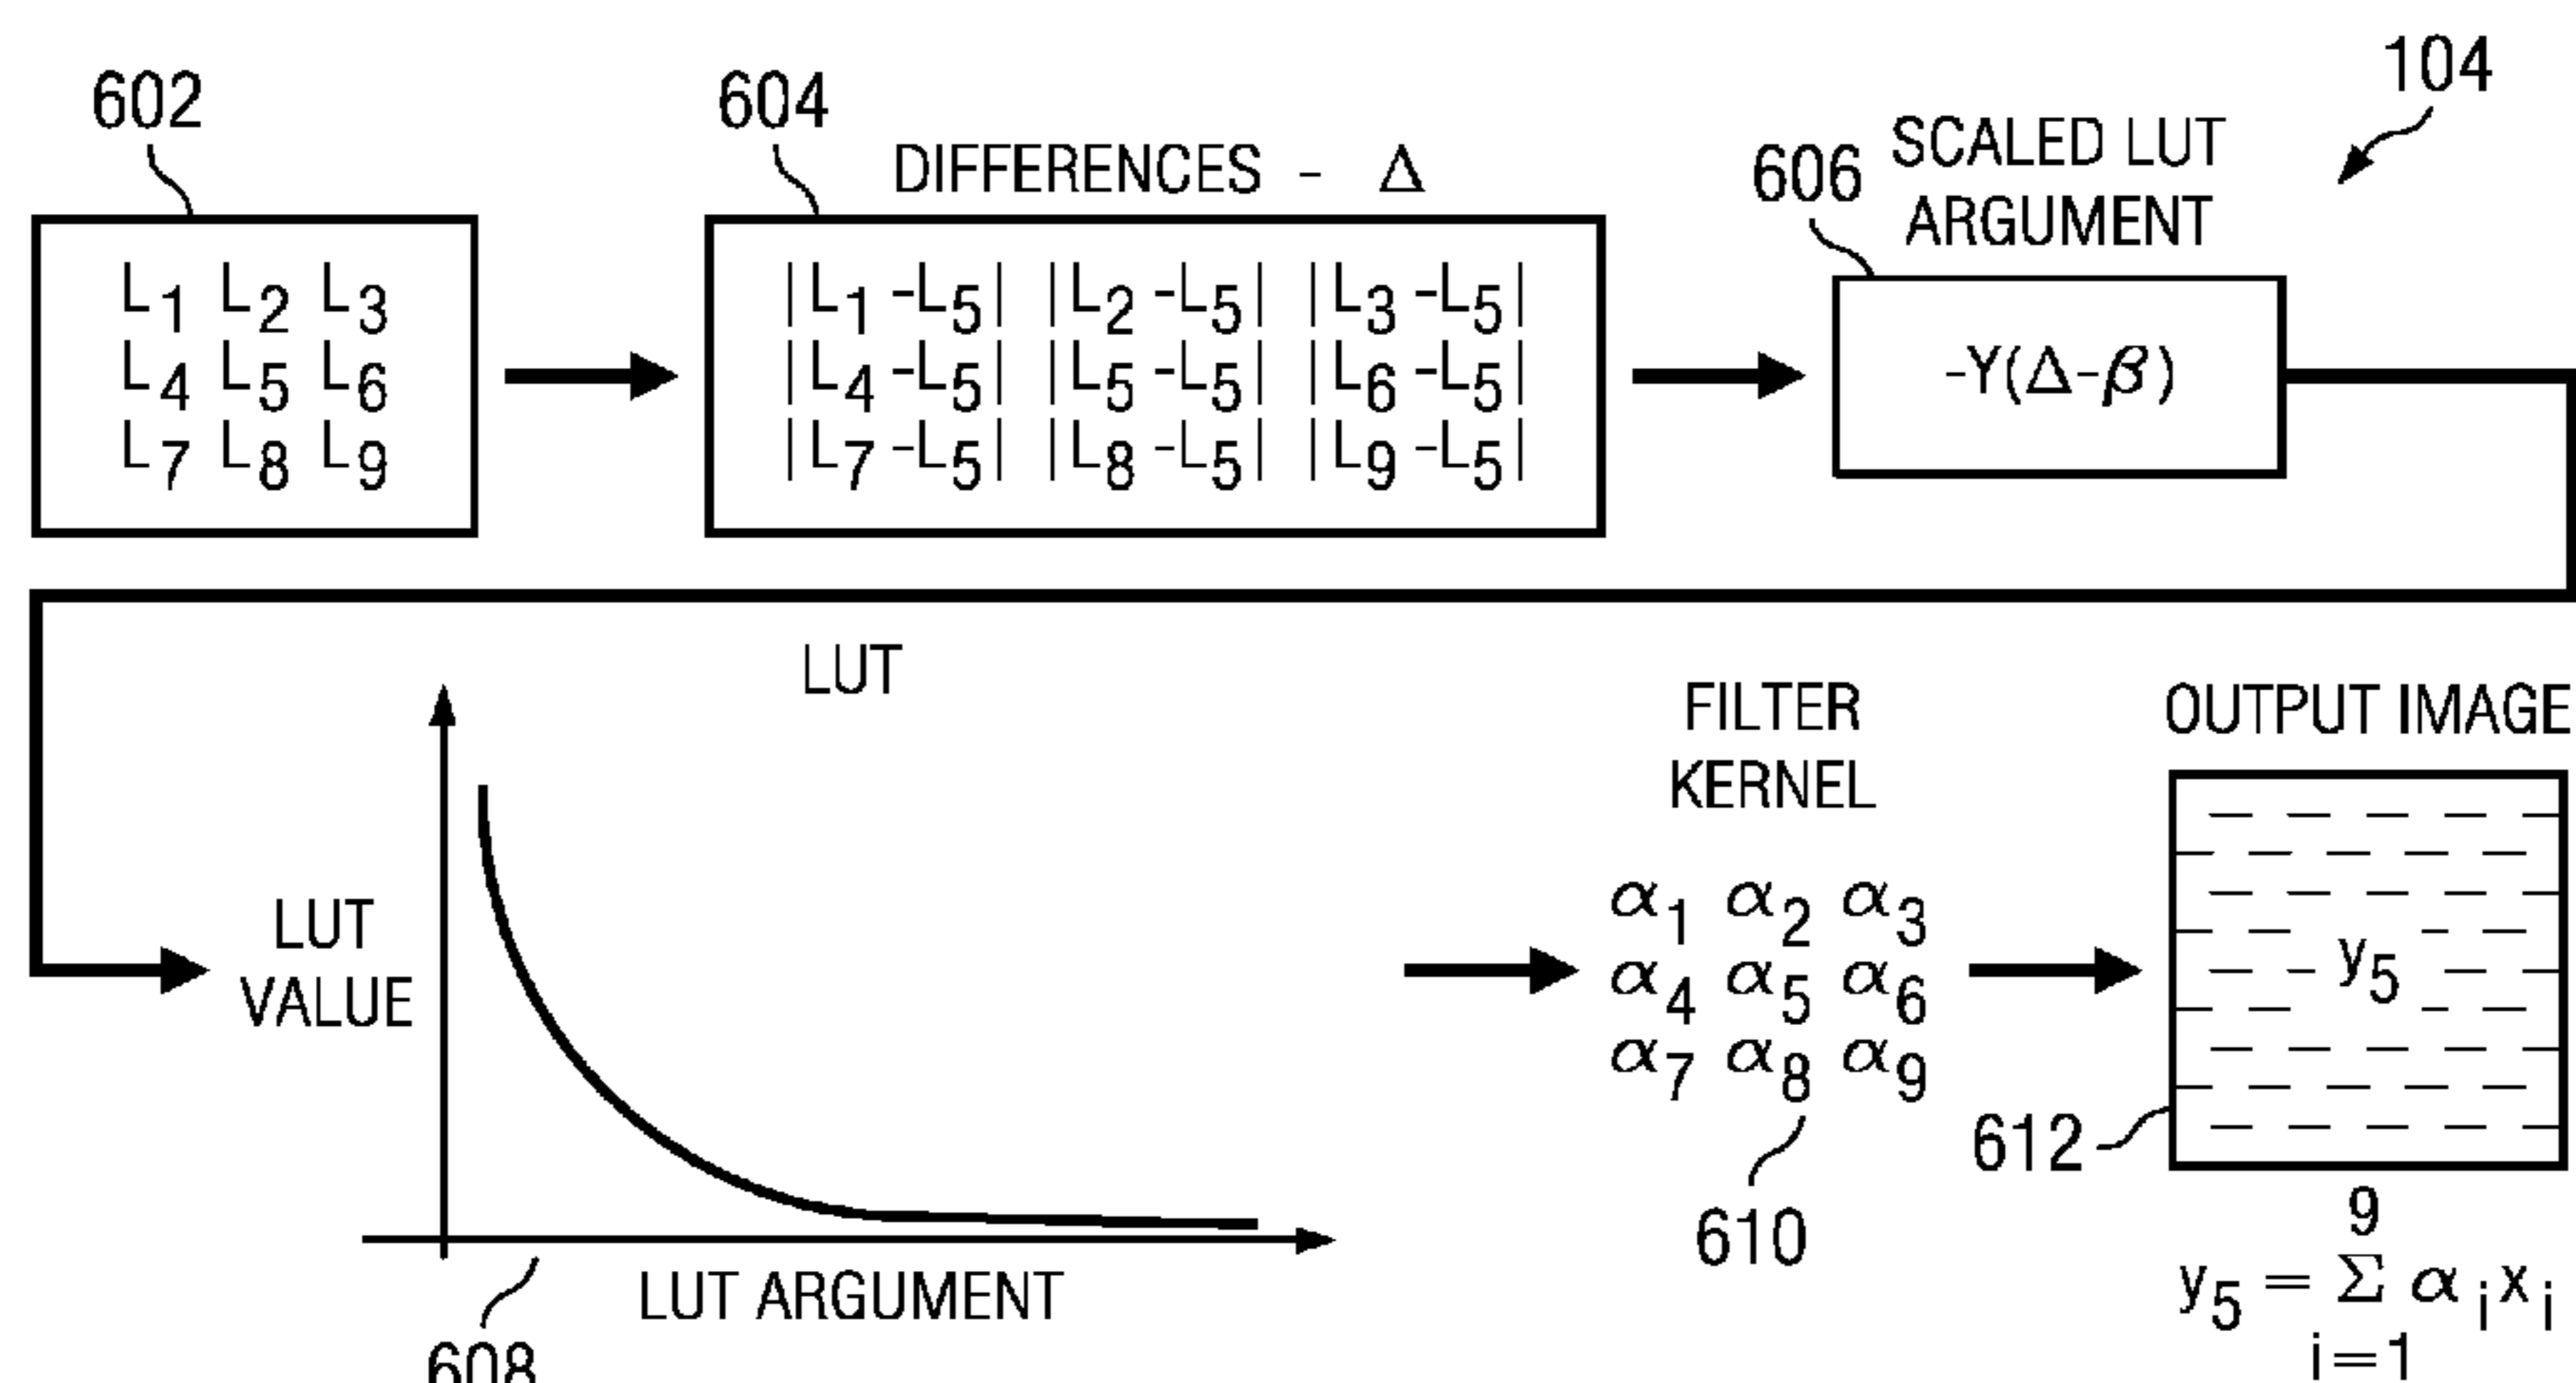 104
602
604
DIFFERENCES - Δ
606
SCALED LUT
ARGUMENT
L1 L2 L3
L4 L5 L6
L7 L8 L9
|L1 -L5| |L2 -L5| |L3 -L5|
|L4 -L5| |L5 -L5| |L6 -L5|
|L7 -L5| |L8 -L5| |L9 -L5|
-Y(Δ-β)
LUT
LUT
VALUE
LUT ARGUMENT
608
FILTER
KERNEL
α1 α2 α3
α4 α5 α6
α7 α8 α9
610
OUTPUT IMAGE
y5
612
9
y5 = Σ αi xi
i=1